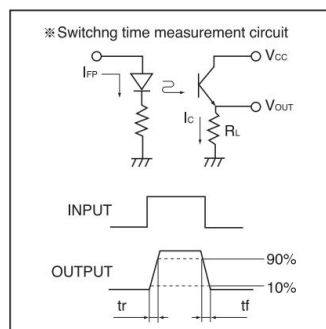 ※Switchng time measurement circuit
VCC
IFP
VOUT
IC
RL
INPUT
90%
OUTPUT
10%
tr
tf